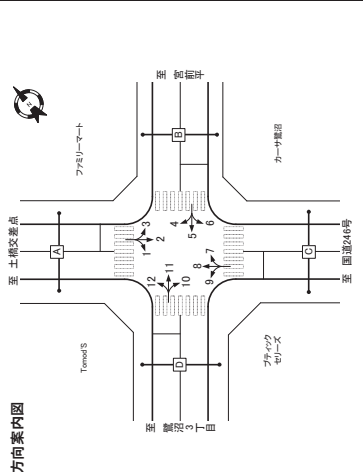 方向案内図
至 土橋交差点
至 宮前平
至 国道246号
至 鷺沼3丁目
ファミリーマート
カーサ鷺沼
Tomod'S
ブティック
セリーズ
A
B
C
D
N
1
2
3
4
5
6
7
8
9
10
11
12